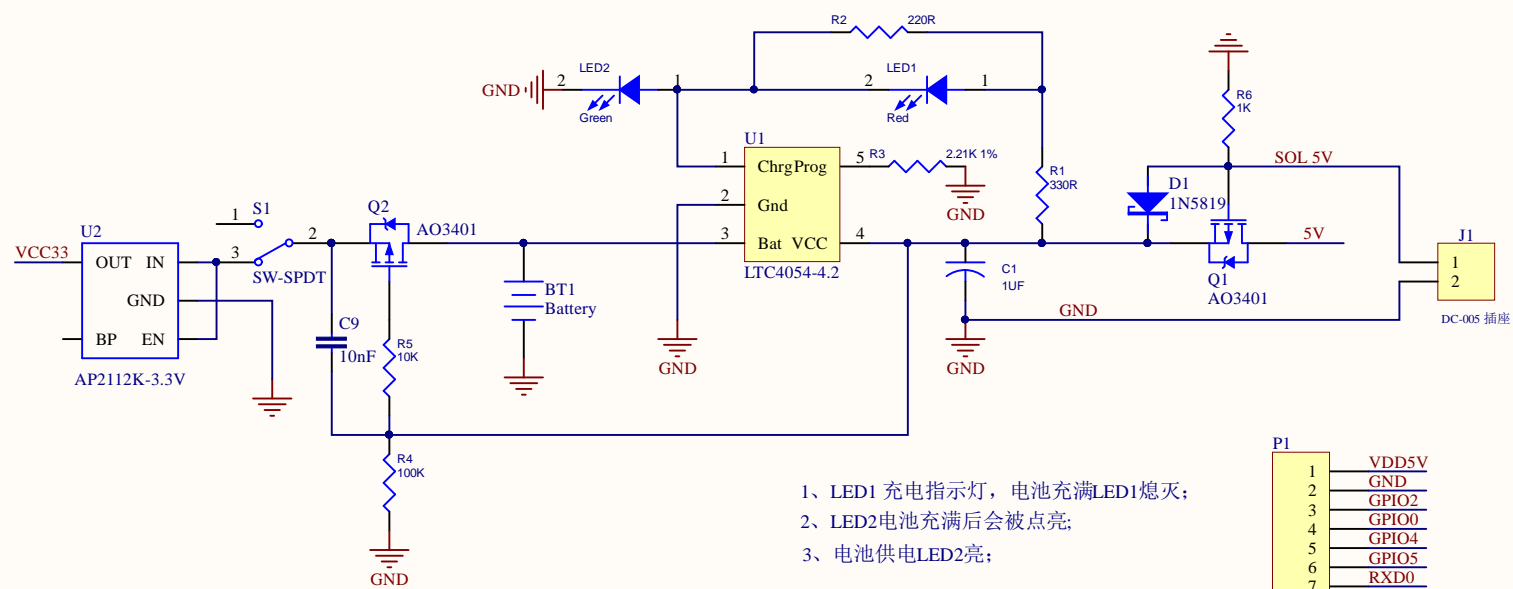 R2 220R
LED2
LED1
GND 2 1 2 1
Green
Red
R6
1K
U1
1 Chrg Prog 5 R3 2.21K 1%
R1
330R
SOL 5V
D1
1N5819
2 Gnd
GND
S1
1
Q2
AO3401
U2
2
3 Bat VCC 4
5V
J1
VCC33 OUT IN 3
SW-SPDT
LTC4054-4.2
C1
1UF
1
2
Q1
AO3401
GND
BT1
Battery
GND
DC-005 插座
C9
10nF
BP EN
R5
10K
GND
GND
AP2112K-3.3V
R4
100K
GND
1、LED1 充电指示灯，电池充满LED1熄灭；
2、LED2电池充满后会被点亮;
3、电池供电LED2亮；
P1
1 VDD5V
2 GND
3 GPIO2
4 GPIO0
5 GPIO4
6 GPIO5
7 RXD0